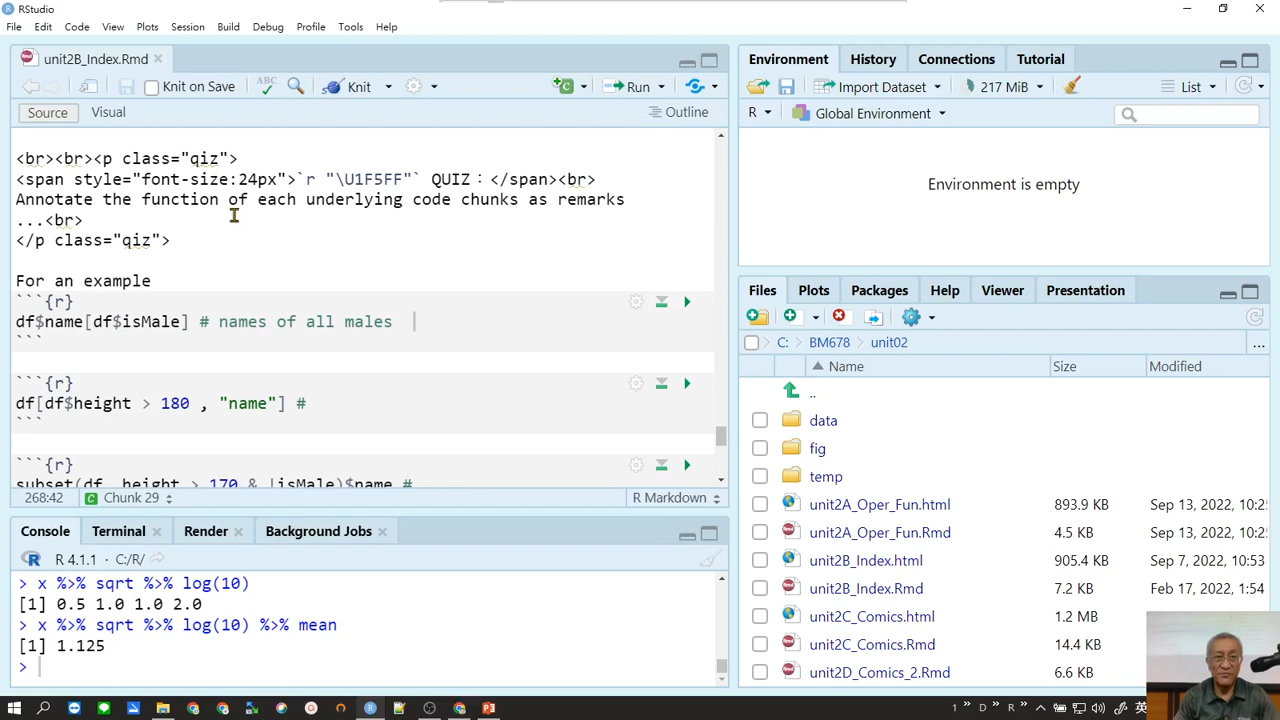 RStudio
File Edit Code View Plots Session Build Debug Profile Tools Help
unit2B_Index.Rmd
Knit on Save ABC Knit Run
Source Visual Outline
<br><br><p class="qiz">
<span style="font-size:24px">`r "\U1F5FF"` QUIZ：</span><br>
Annotate the function of each underlying code chunks as remarks
...<br>
</p class="qiz">
For an example
```{r}
df$name[df$isMale] # names of all males
```
```{r}
df[df$height > 180 , "name"] #
```
```{r}
subset(df, height > 170 & !isMale)$name #
268:42 Chunk 29 R Markdown
Console Terminal Render Background Jobs
R 4.1.1 · C:/R/
> x %>% sqrt %>% log(10)
[1] 0.5 1.0 1.0 2.0
> x %>% sqrt %>% log(10) %>% mean
[1] 1.125
>
Environment History Connections Tutorial
Import Dataset 217 MiB List
R Global Environment
Environment is empty
Files Plots Packages Help Viewer Presentation
C: BM678 unit02 ...
Name Size Modified
..
data
fig
temp
unit2A_Oper_Fun.html 893.9 KB Sep 13, 2022, 10:2
unit2A_Oper_Fun.Rmd 4.5 KB Sep 13, 2022, 10:2
unit2B_Index.html 905.4 KB Sep 7, 2022, 10:53
unit2B_Index.Rmd 7.2 KB Feb 17, 2022, 1:54
unit2C_Comics.html 1.2 MB
unit2C_Comics.Rmd 14.4 KB
unit2D_Comics_2.Rmd 6.6 KB
1 » D » R » 英